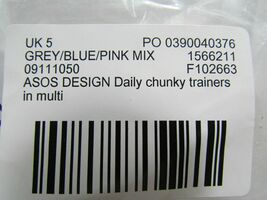 UK 5 PO 0390040376
GREY/BLUE/PINK MIX 1566211
09111050 F102663
ASOS DESIGN Daily chunky trainers
in multi